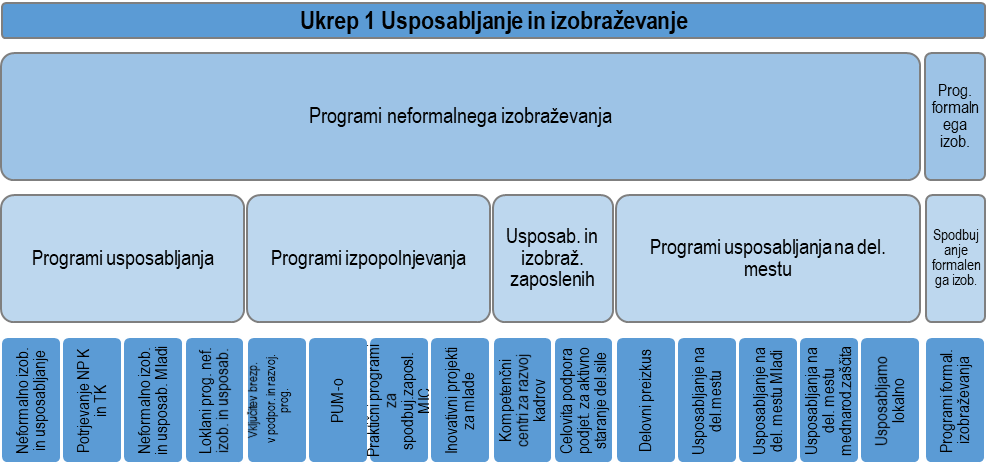 Ukrep 1 Usposabljanje in izobraževanje
Programi neformalnega izobraževanja
Prog.
formaln
ega
izob.
Programi usposabljanja
Programi izpopolnjevanja
Usposab. in
izobraž.
zaposlenih
Programi usposabljanja na del.
mestu
Spodbuj
anje
formalen
ga izob.
Neformalno izob.
in usposabljanje
Potrjevanje NPK
in TK
Neformalno izob.
in usposab. Mladi
Loklani prog. nef.
izob. in usposab.
Vključitev brezp.
v podpor. in razvoj.
prog.
PUM-o
Praktični programi
za
spodbuj.zaposl.
MIC
Inovativni projekti
za mlade
Kompetenčni
centri za razvoj
kadrov
Celovita podpora
podjet. za aktivno
staranje del.sile
Delovni preizkus
Usposabljanje na
del.mestu
Usposabljanje na
del. mestu Mladi
Usposabljanja na
del. mestu
mednarod.zaščita
Usposabljamo
lokalno
Programi formal.
izobraževanja